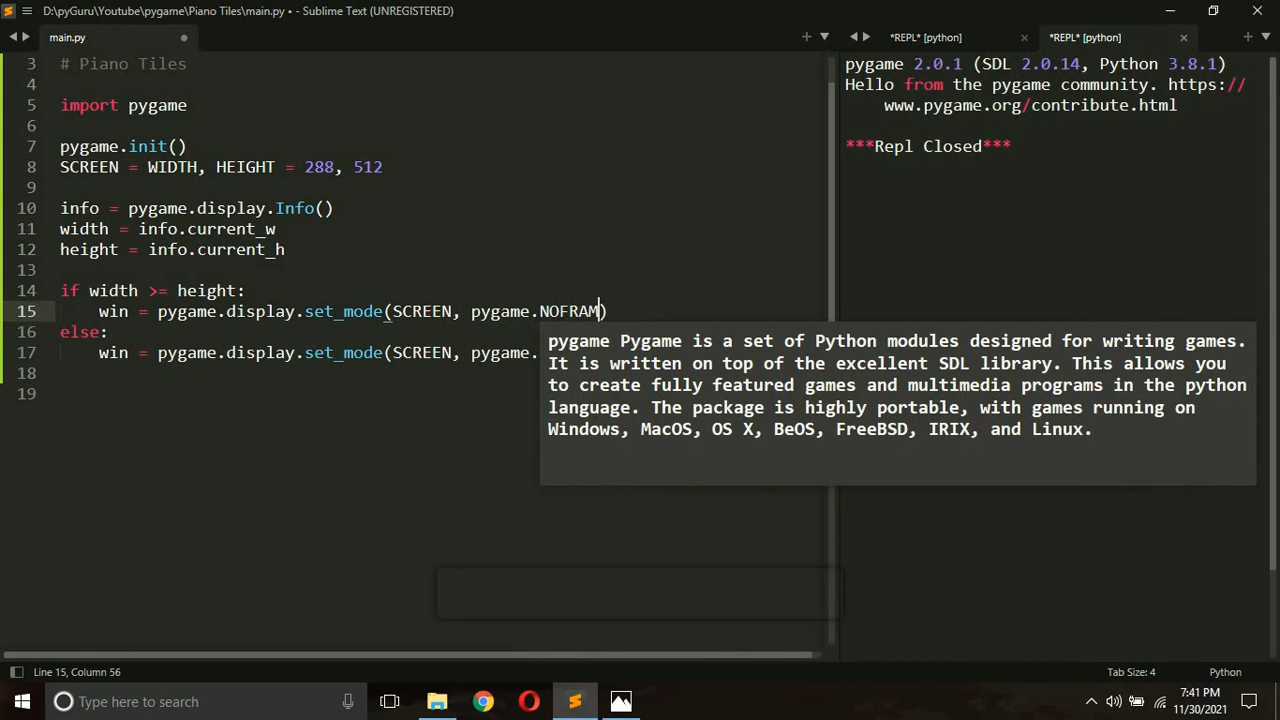 D:\pyGuru\Youtube\pygame\Piano Tiles\main.py • - Sublime Text (UNREGISTERED)
main.py
*REPL* [python]
*REPL* [python]
3 # Piano Tiles
4
5 import pygame
6
7 pygame.init()
8 SCREEN = WIDTH, HEIGHT = 288, 512
9
10 info = pygame.display.Info()
11 width = info.current_w
12 height = info.current_h
13
14 if width >= height:
15 win = pygame.display.set_mode(SCREEN, pygame.NOFRAM)
16 else:
17 win = pygame.display.set_mode(SCREEN, pygame.
18
19
pygame Pygame is a set of Python modules designed for writing games.
It is written on top of the excellent SDL library. This allows you
to create fully featured games and multimedia programs in the python
language. The package is highly portable, with games running on
Windows, MacOS, OS X, BeOS, FreeBSD, IRIX, and Linux.
pygame 2.0.1 (SDL 2.0.14, Python 3.8.1)
Hello from the pygame community. https://
www.pygame.org/contribute.html
***Repl Closed***
Line 15, Column 56
Tab Size: 4
Python
Type here to search
7:41 PM
11/30/2021